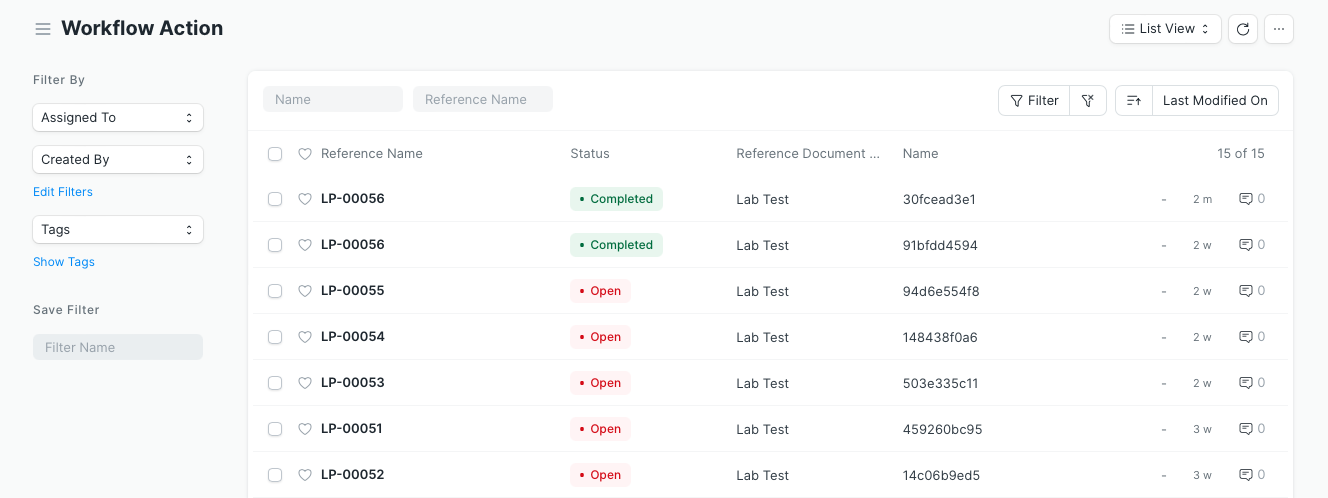 Workflow Action
List View
...
Filter By
Assigned To
Created By
Edit Filters
Tags
Show Tags
Save Filter
Filter Name
Name Reference Name Filter Last Modified On
Reference Name Status Reference Document ... Name 15 of 15
LP-00056 • Completed Lab Test 30fcead3e1 - 2 m 0
LP-00056 • Completed Lab Test 91bfdd4594 - 2 w 0
LP-00055 • Open Lab Test 94d6e554f8 - 2 w 0
LP-00054 • Open Lab Test 148438f0a6 - 2 w 0
LP-00053 • Open Lab Test 503e335c11 - 2 w 0
LP-00051 • Open Lab Test 459260bc95 - 3 w 0
LP-00052 • Open Lab Test 14c06b9ed5 - 3 w 0